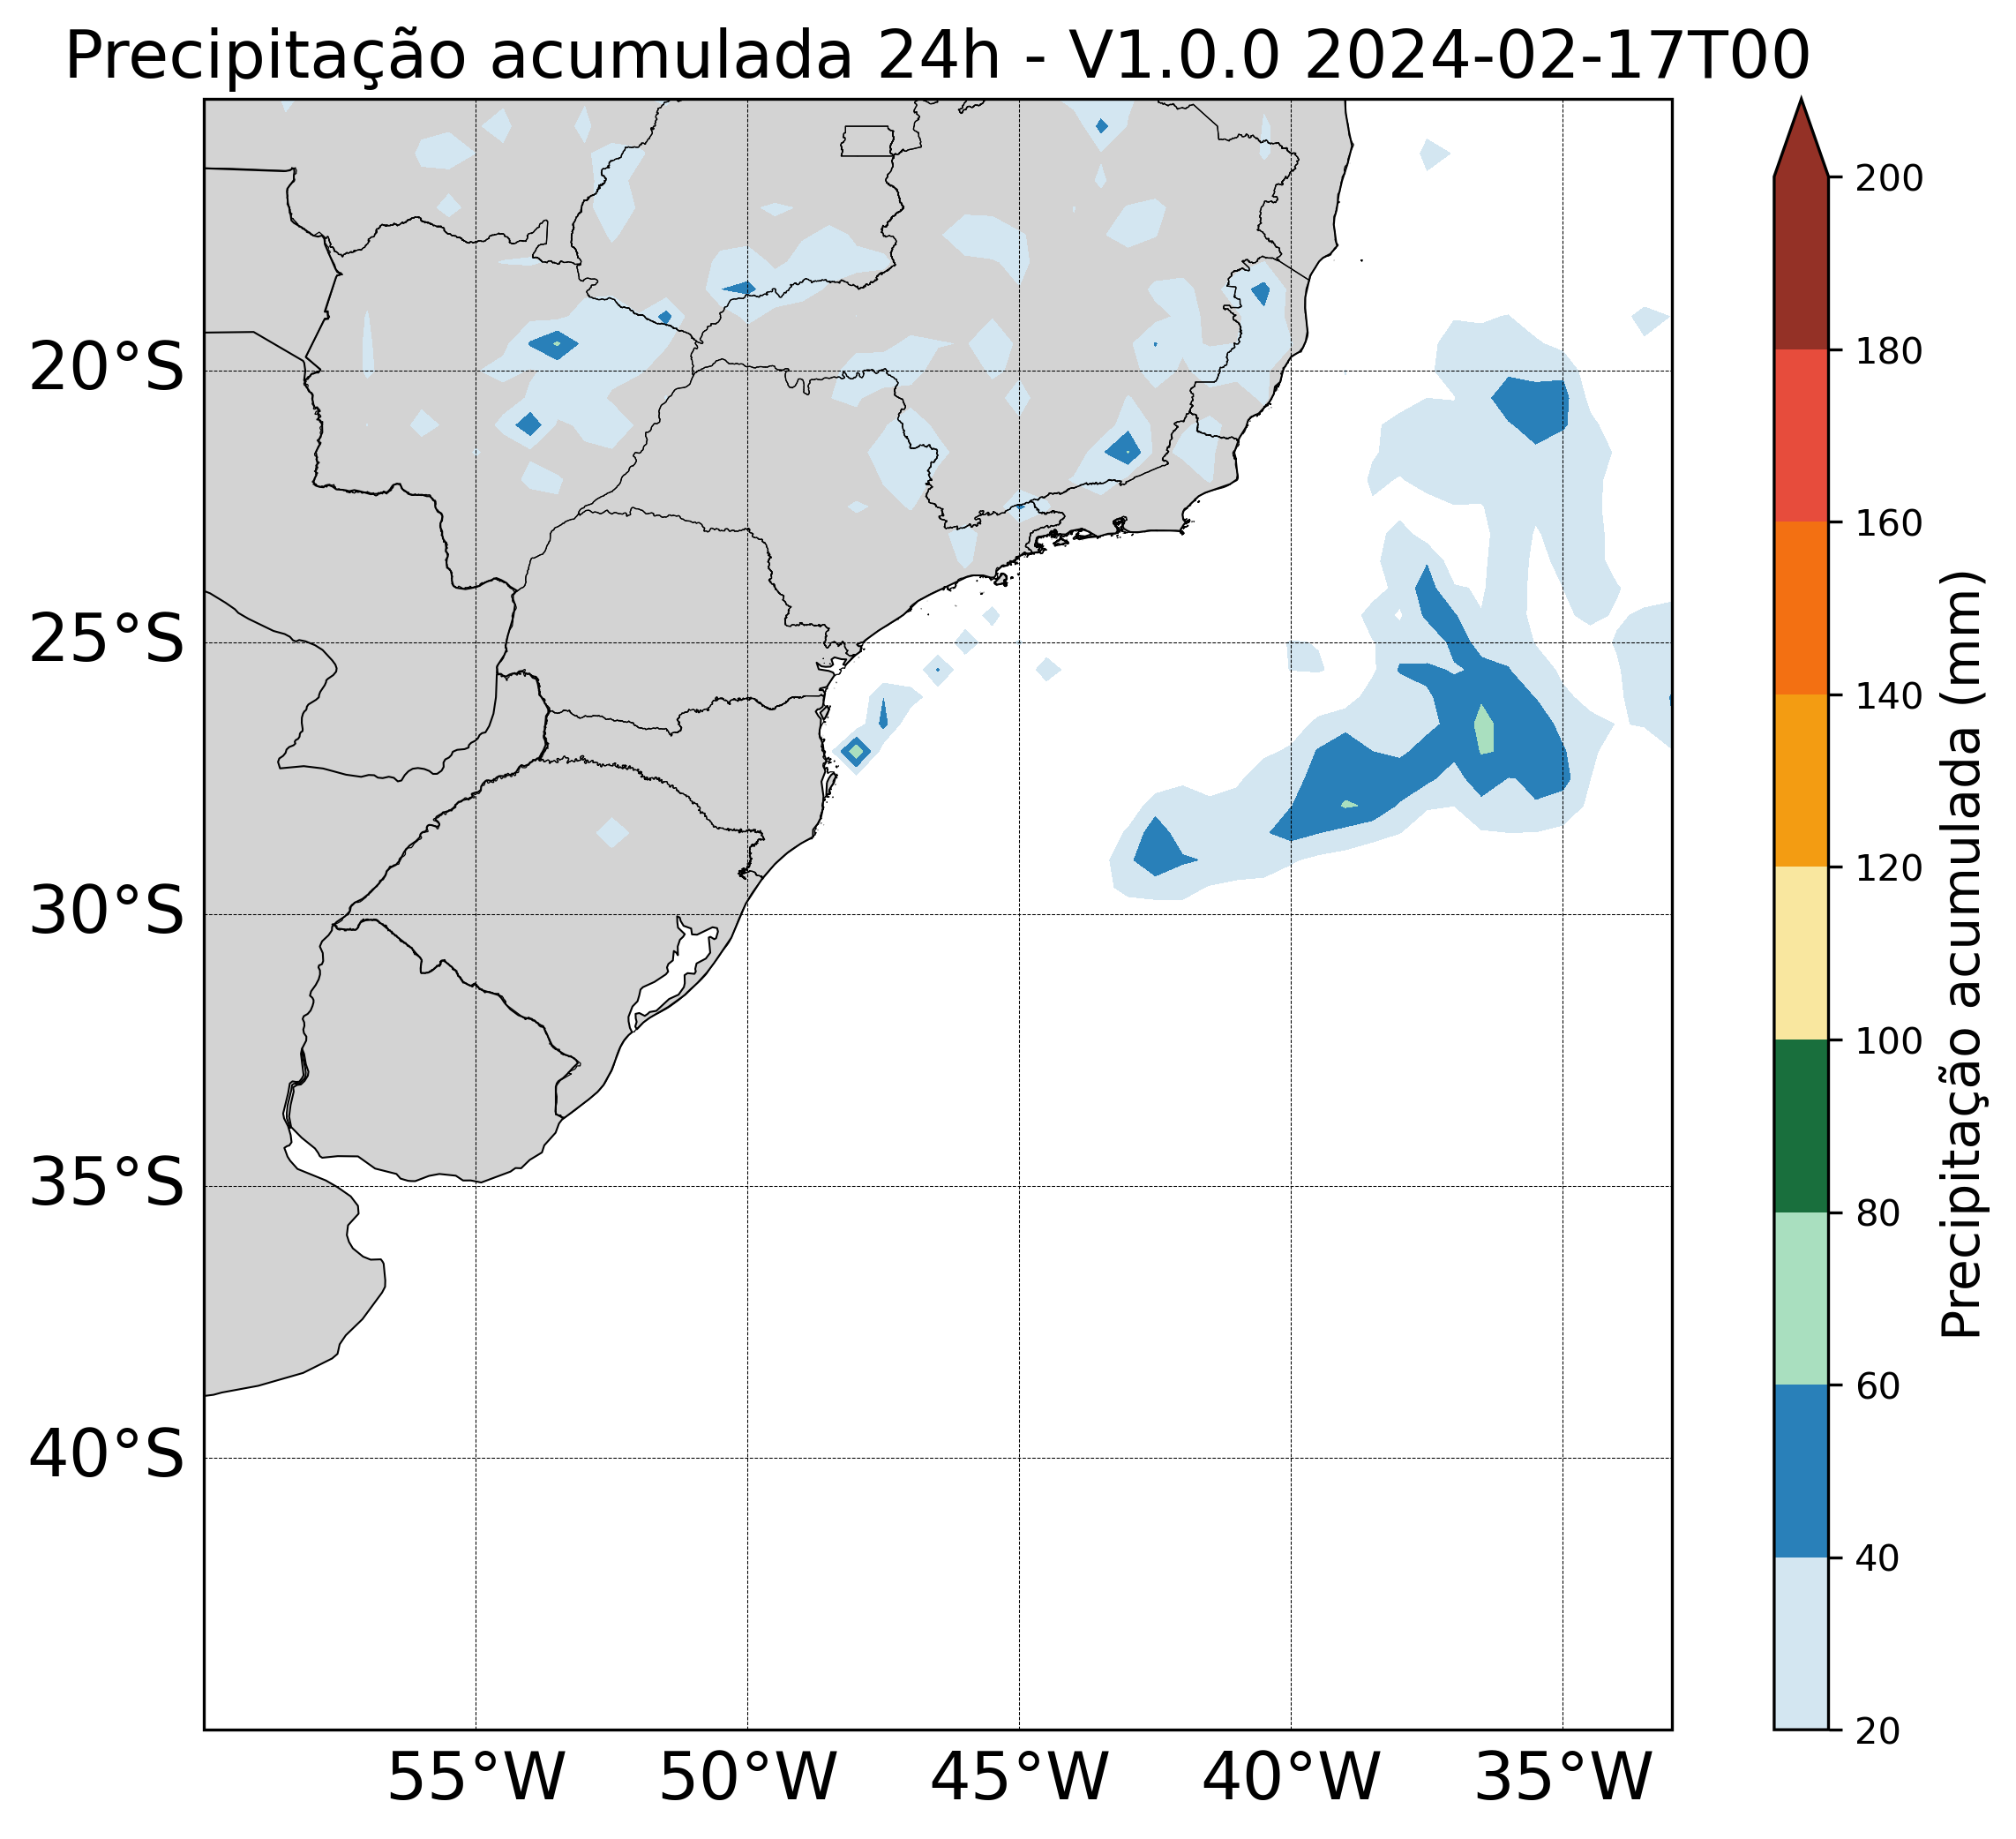 Precipitação acumulada 24h - V1.0.0 2024-02-17T00
20°S
25°S
30°S
35°S
40°S
55°W 50°W 45°W 40°W 35°W
200
180
160
140
120
100
80
60
40
20
Precipitação acumulada (mm)